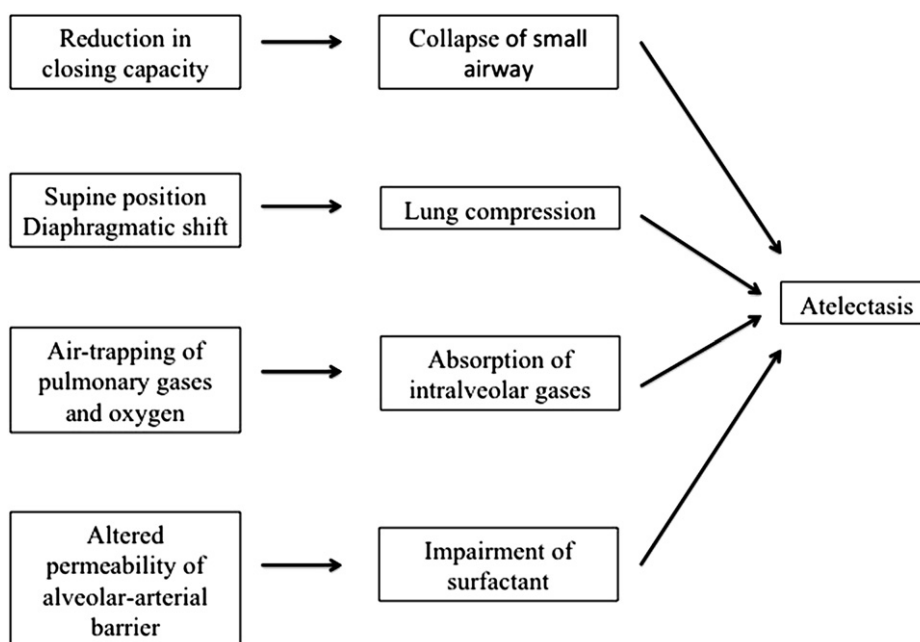 Reduction in
closing capacity
Collapse of small
airway
Supine position
Diaphragmatic shift
Lung compression
Atelectasis
Air-trapping of
pulmonary gases
and oxygen
Absorption of
intralveolar gases
Altered
permeability of
alveolar-arterial
barrier
Impairment of
surfactant